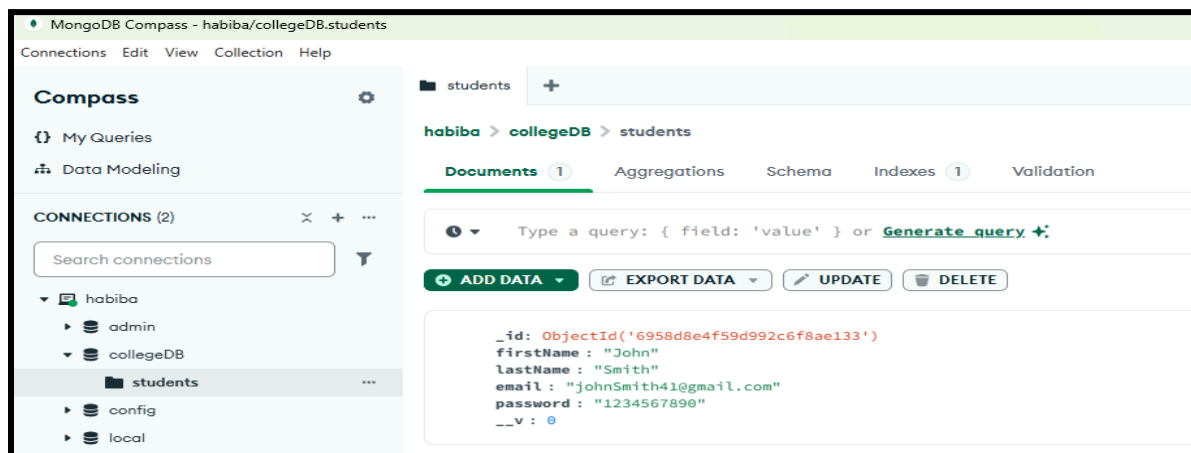 MongoDB Compass - habiba/collegeDB.students
Connections Edit View Collection Help
Compass
{} My Queries
Data Modeling
CONNECTIONS (2)
Search connections
habiba
admin
collegeDB
students
config
local
students
habiba > collegeDB > students
Documents 1 Aggregations Schema Indexes 1 Validation
Type a query: { field: 'value' } or Generate query
ADD DATA EXPORT DATA UPDATE DELETE
_id: ObjectId('6958d8e4f59d992c6f8ae133')
firstName : "John"
lastName : "Smith"
email : "johnSmith41@gmail.com"
password : "1234567890"
__v : 0